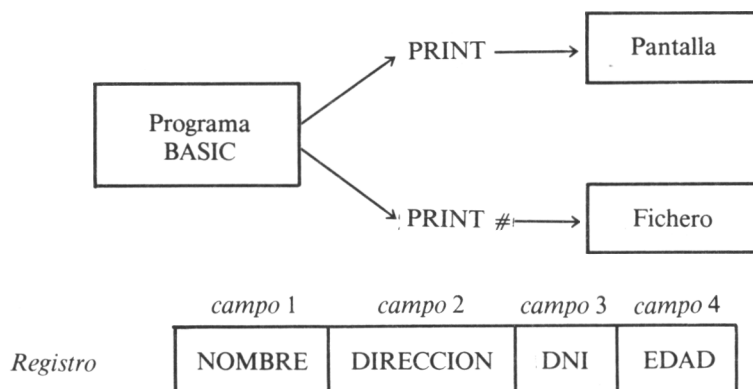 PRINT
Pantalla
Programa
BASIC
PRINT #
Fichero
campo 1 campo 2 campo 3 campo 4
Registro NOMBRE DIRECCION DNI EDAD